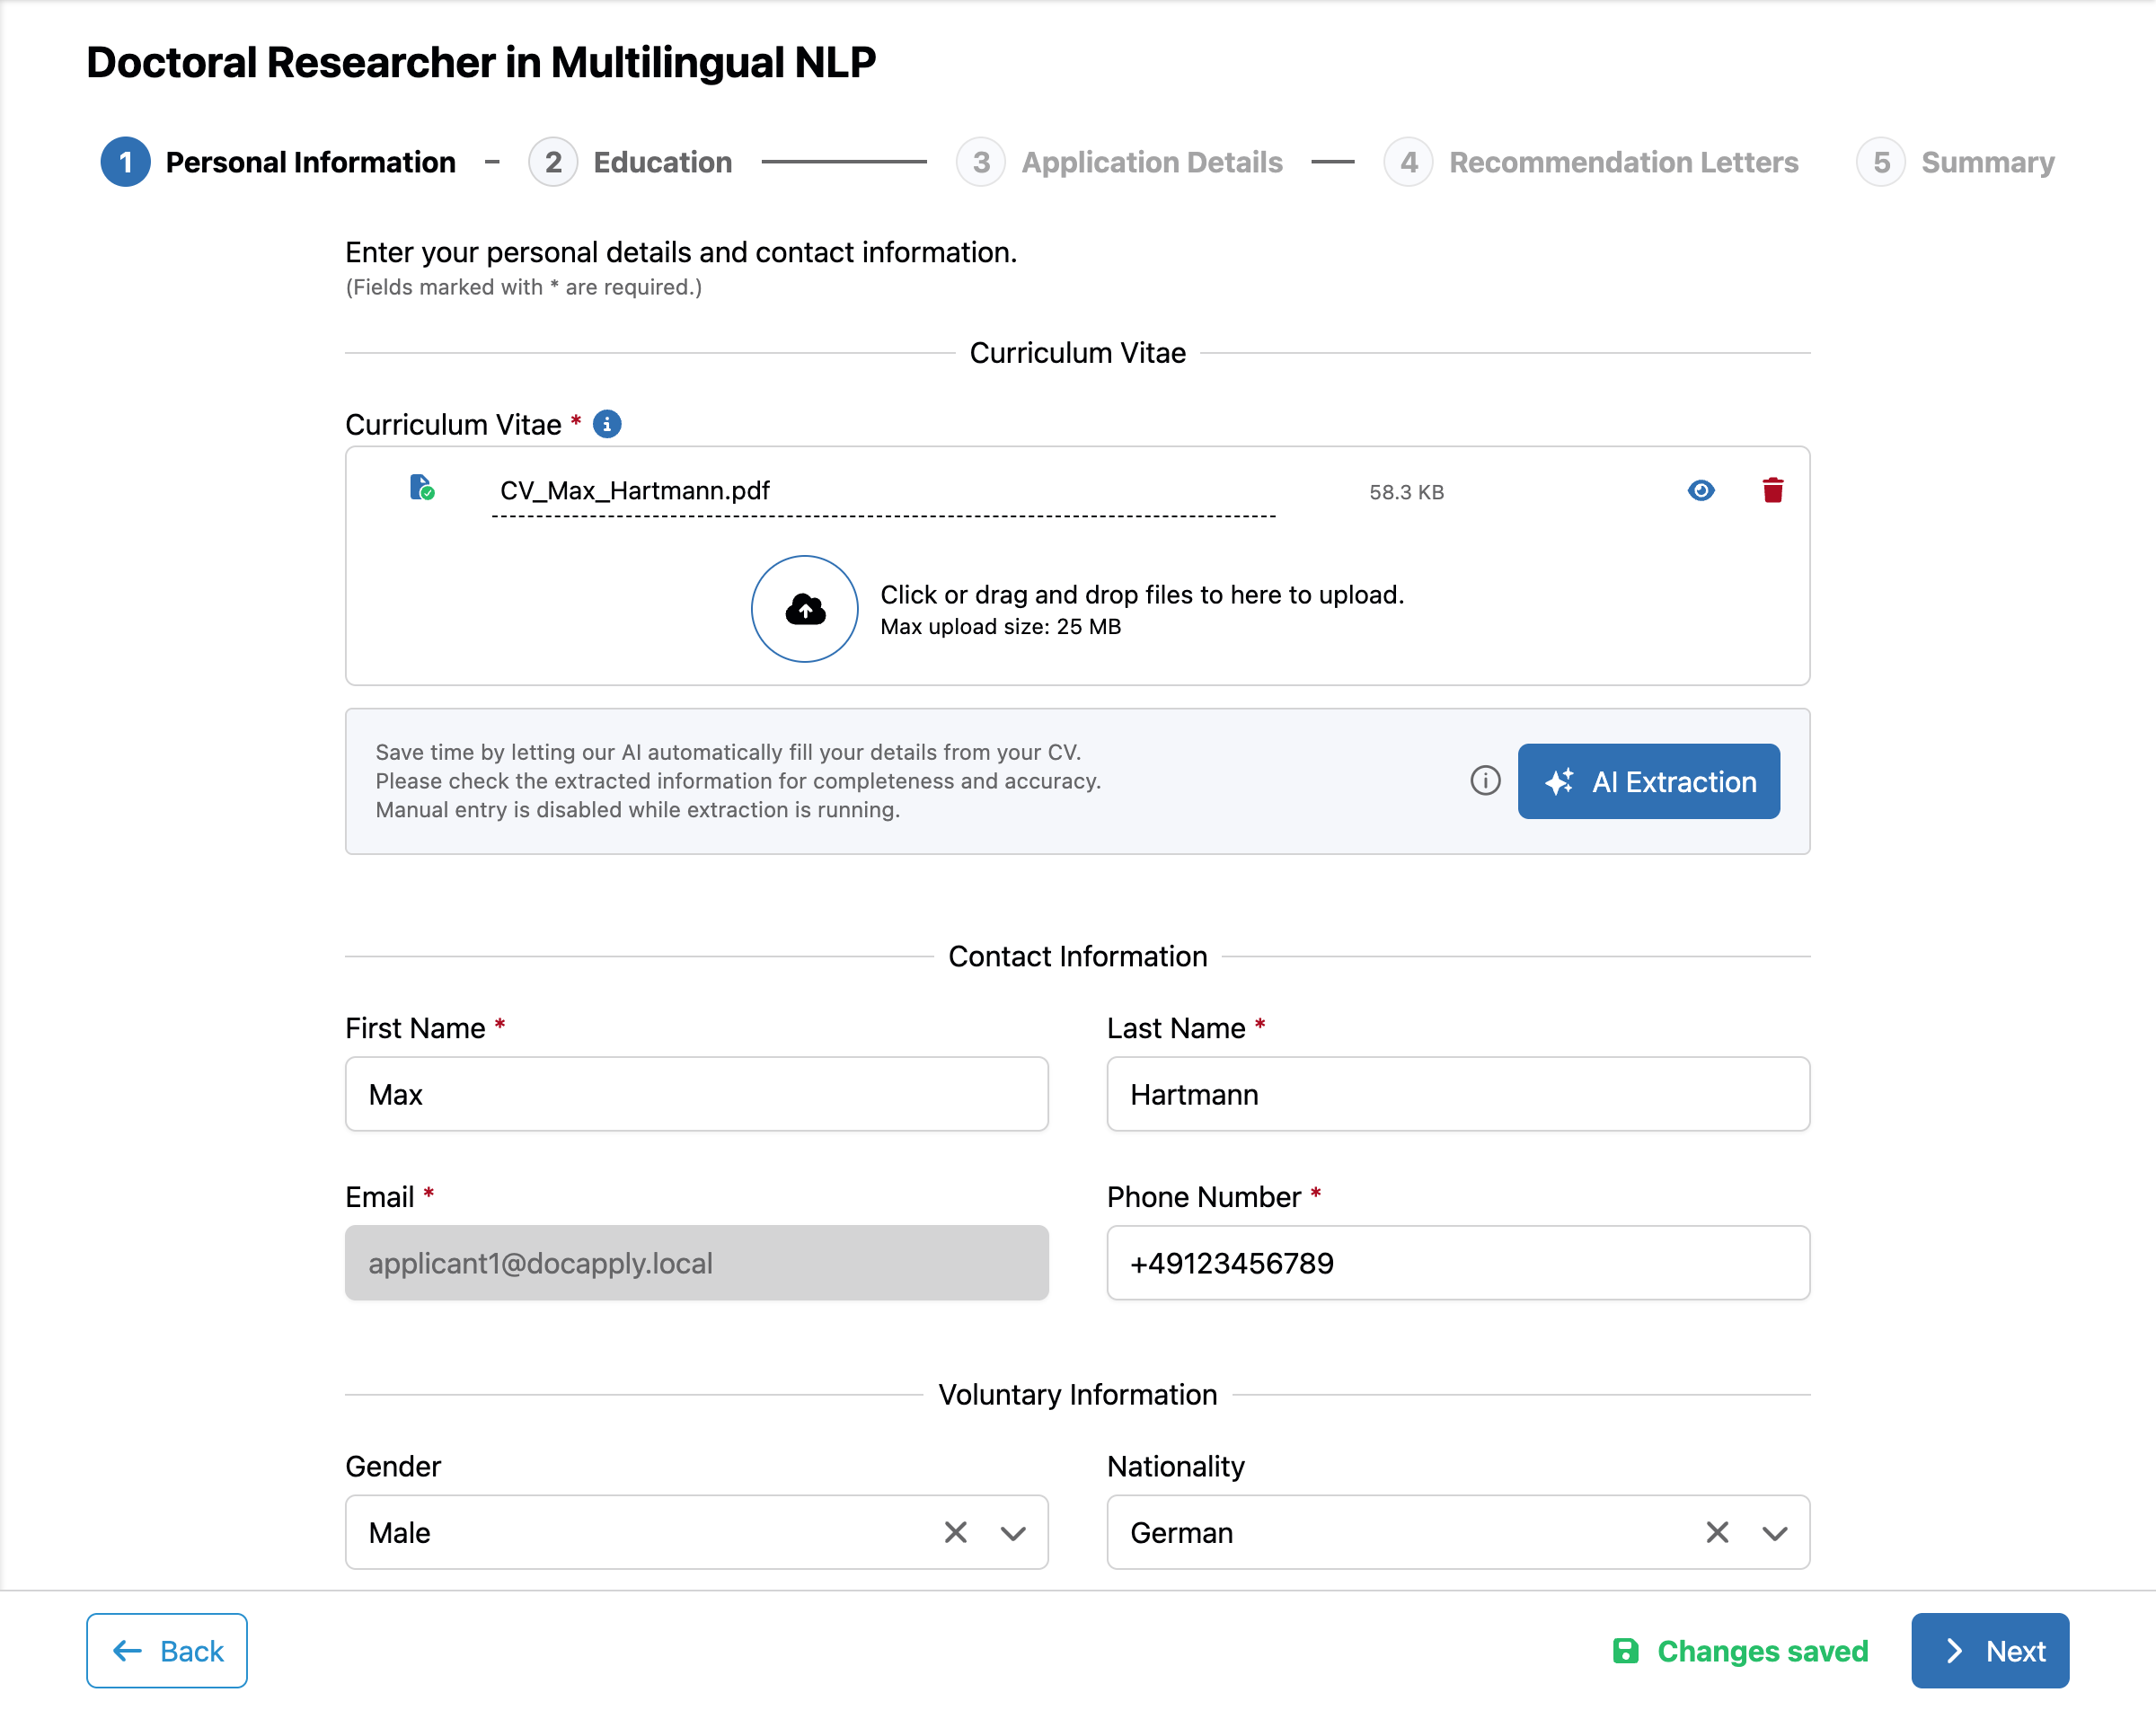 Doctoral Researcher in Multilingual NLP
1 Personal Information
2 Education
3 Application Details
4 Recommendation Letters
5 Summary
Enter your personal details and contact information.
(Fields marked with * are required.)
Curriculum Vitae
Curriculum Vitae *
CV_Max_Hartmann.pdf
58.3 KB
Click or drag and drop files to here to upload.
Max upload size: 25 MB
Save time by letting our AI automatically fill your details from your CV.
Please check the extracted information for completeness and accuracy.
Manual entry is disabled while extraction is running.
AI Extraction
Contact Information
First Name *
Max
Last Name *
Hartmann
Email *
applicant1@docapply.local
Phone Number *
+49123456789
Voluntary Information
Gender
Male
Nationality
German
Back
Changes saved
Next